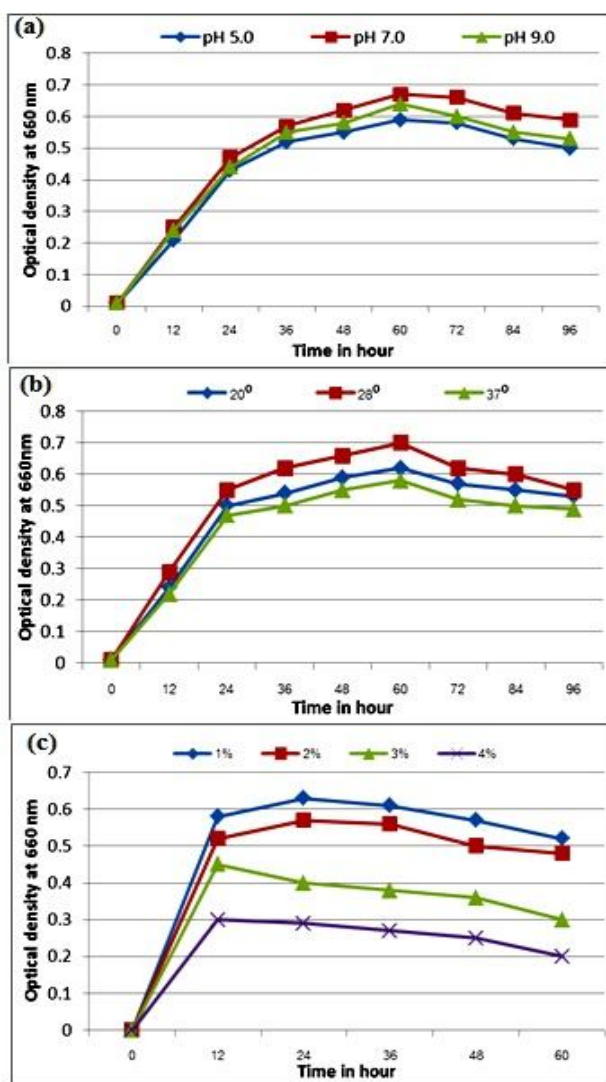 (a)
pH 5.0 pH 7.0 pH 9.0
Optical density at 660 nm
0.8
0.7
0.6
0.5
0.4
0.3
0.2
0.1
0
0 12 24 36 48 60 72 84 96
Time in hour
(b)
20⁰ 28⁰ 37⁰
Optical density at 660nm
0.8
0.7
0.6
0.5
0.4
0.3
0.2
0.1
0
0 12 24 36 48 60 72 84 96
Time in hour
(c)
1% 2% 3% 4%
Optical density at 660 nm
0.7
0.6
0.5
0.4
0.3
0.2
0.1
0
0 12 24 36 48 60
Time in hour